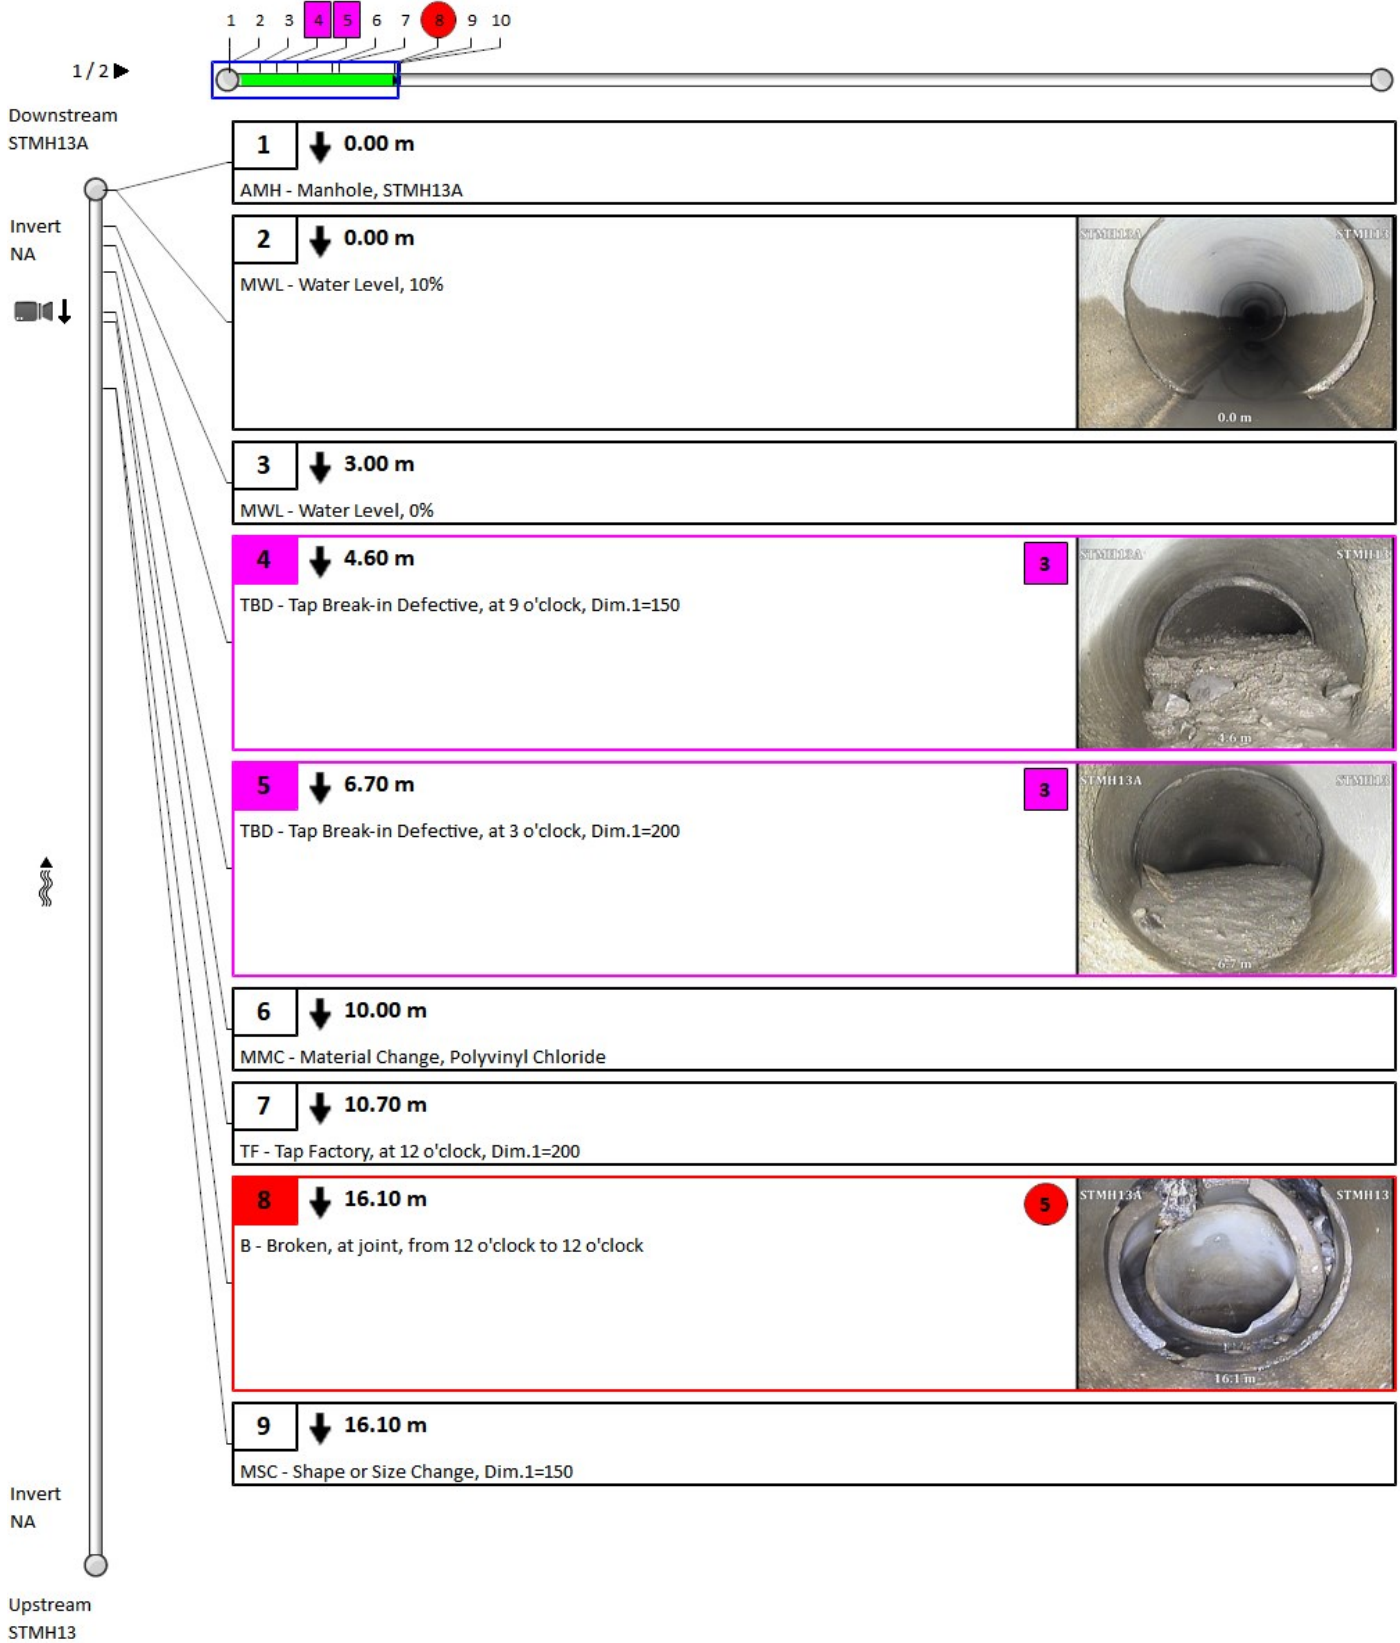 1 2 3 4 5 6 7 8 9 10
1 / 2
Downstream
STMH13A
Invert
NA
1 0.00 m
AMH - Manhole, STMH13A
2 0.00 m
MWL - Water Level, 10%
STMH13A STMH13
0.0 m
3 3.00 m
MWL - Water Level, 0%
4 4.60 m 3
TBD - Tap Break-in Defective, at 9 o'clock, Dim.1=150
STMH13A STMH13
4.6 m
5 6.70 m 3
TBD - Tap Break-in Defective, at 3 o'clock, Dim.1=200
STMH13A STMH13
6.7 m
6 10.00 m
MMC - Material Change, Polyvinyl Chloride
7 10.70 m
TF - Tap Factory, at 12 o'clock, Dim.1=200
8 16.10 m 5
B - Broken, at joint, from 12 o'clock to 12 o'clock
STMH13A STMH13
16.1 m
9 16.10 m
MSC - Shape or Size Change, Dim.1=150
Invert
NA
Upstream
STMH13